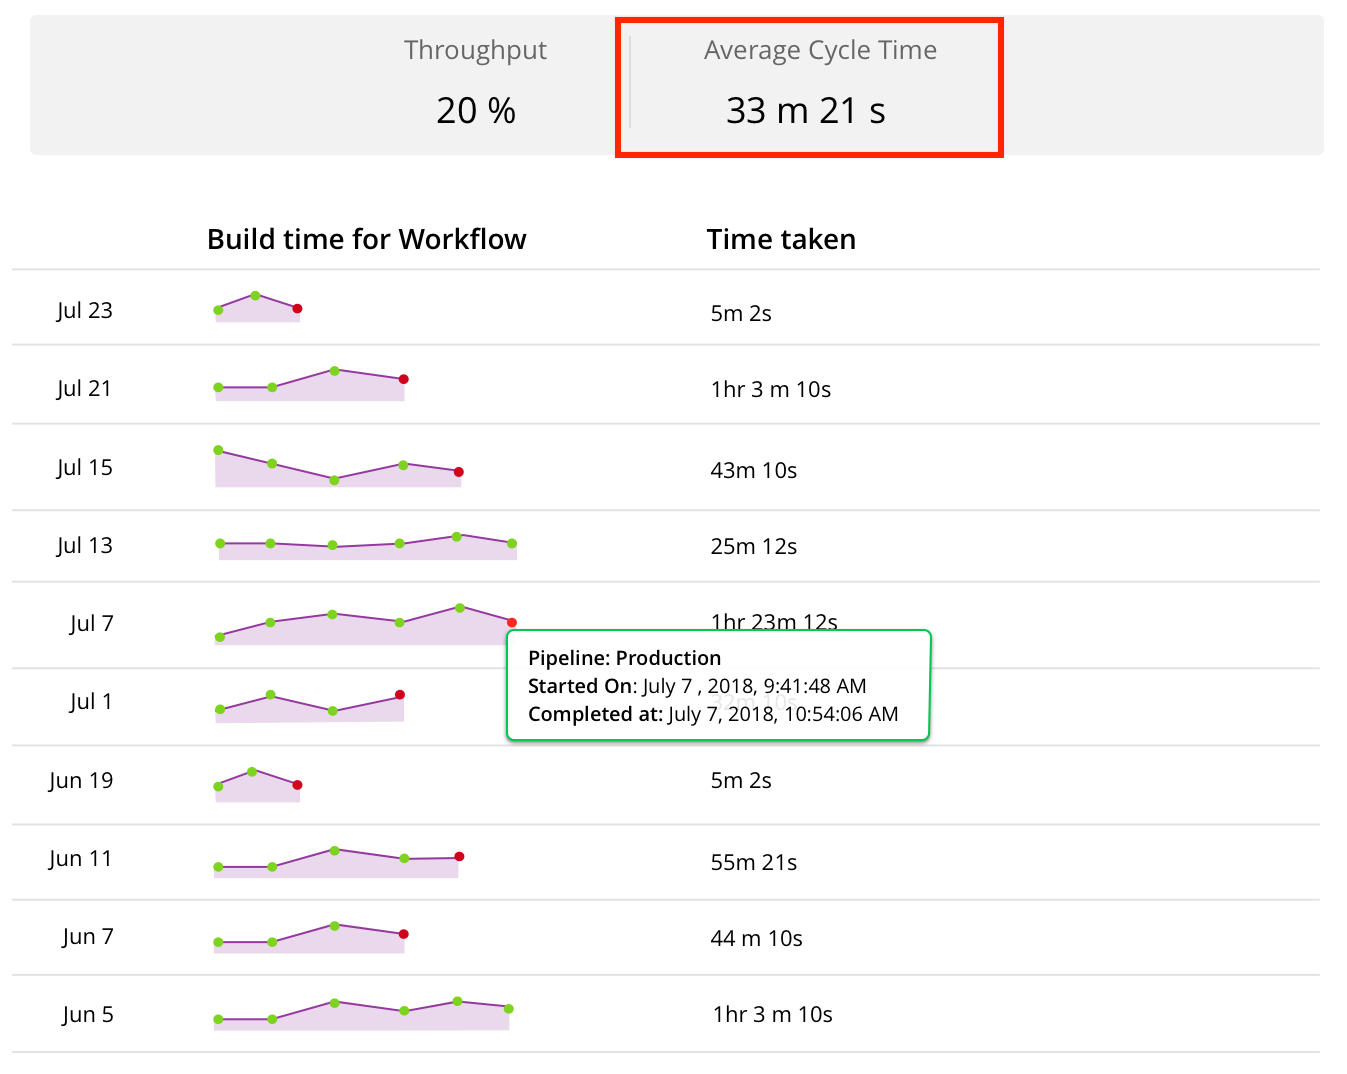 Throughput
Average Cycle Time
20 %
33 m 21 s
Build time for Workflow
Time taken
Jul 23
5m 2s
Jul 21
1hr 3 m 10s
Jul 15
43m 10s
Jul 13
25m 12s
Jul 7
1hr 23m 12s
Pipeline: Production
Started On: July 7 , 2018, 9:41:48 AM
Completed at: July 7, 2018, 10:54:06 AM
Jul 1
32m 10s
Jun 19
5m 2s
Jun 11
55m 21s
Jun 7
44 m 10s
Jun 5
1hr 3 m 10s